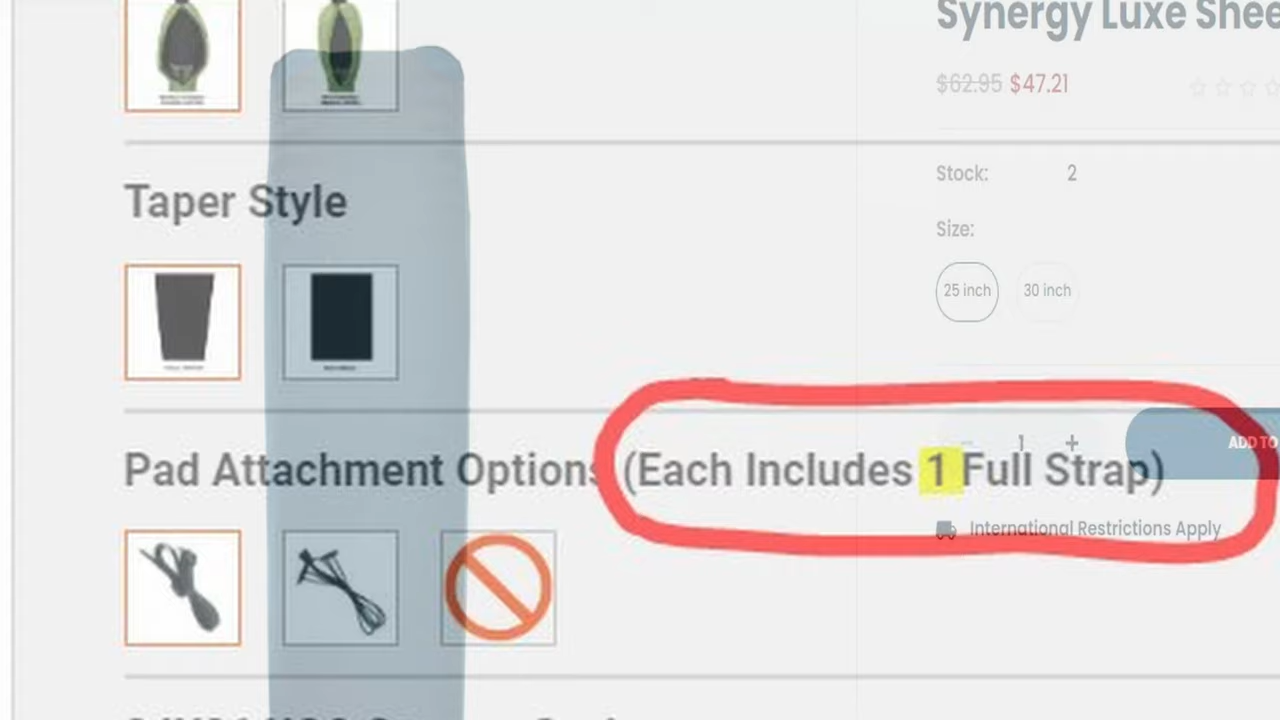 Synergy Luxe Shee
$62.95 $47.21
Taper Style
Stock: 2
Size:
25 inch 30 inch
Pad Attachment Options (Each Includes 1 Full Strap)
1 +
ADD TO
International Restrictions Apply